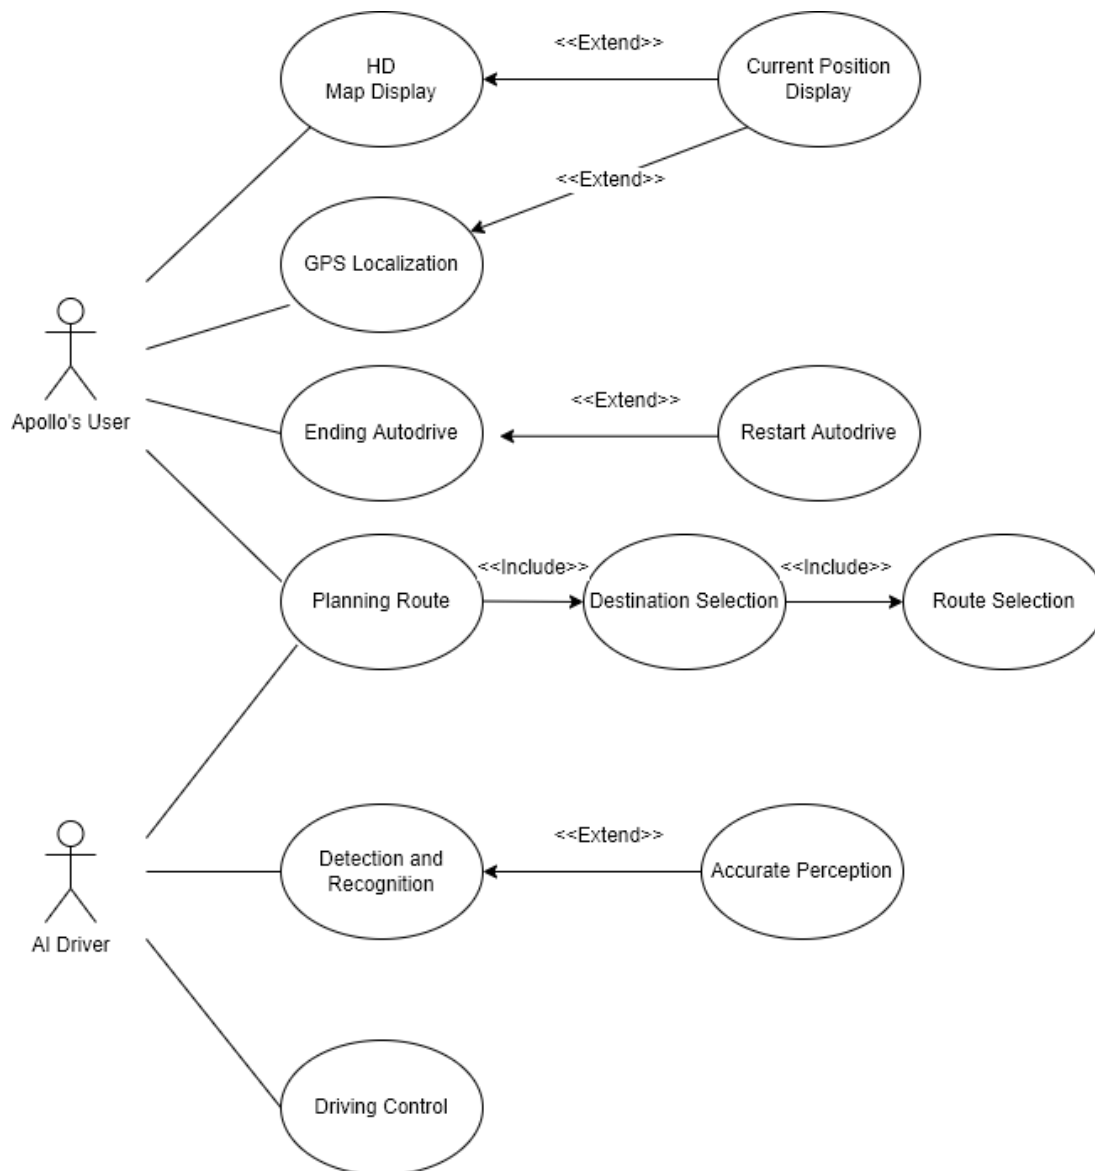 HD
Map Display
<<Extend>>
Current Position
Display
<<Extend>>
GPS Localization
Apollo's User
Ending Autodrive
<<Extend>>
Restart Autodrive
Planning Route
<<Include>>
Destination Selection
<<Include>>
Route Selection
AI Driver
Detection and
Recognition
<<Extend>>
Accurate Perception
Driving Control